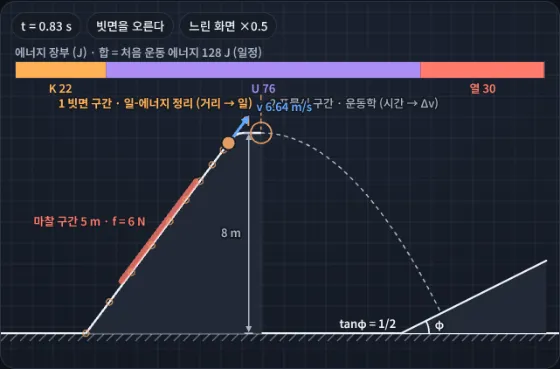 t = 0.83 s
빗면을 오른다
느린 화면 ×0.5
에너지 장부 (J) · 합 = 처음 운동 에너지 128 J (일정)
K 22
U 76
열 30
1 빗면 구간 · 일-에너지 정리 (거리 → 일)
구간 · 운동학 (시간 → Δv)
v 6.64 m/s
마찰 구간 5 m · f = 6 N
8 m
tanϕ = 1/2
ϕ